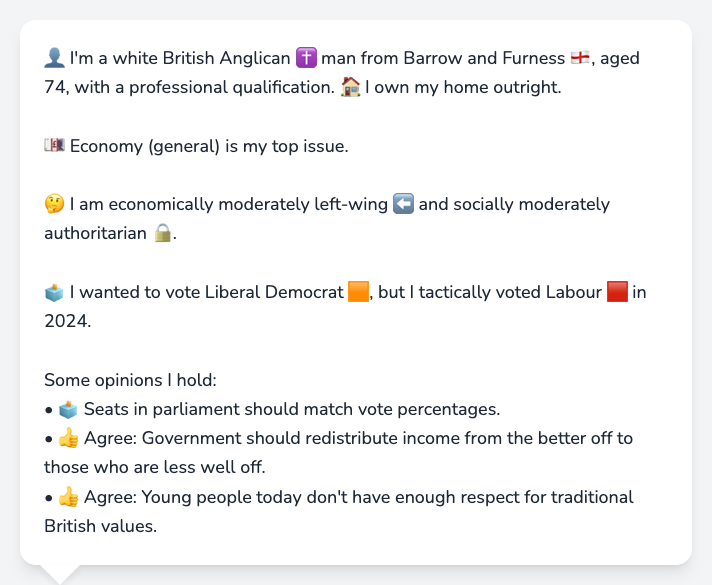 👤 I'm a white British Anglican ✝️ man from Barrow and Furness 🏴󠁧󠁢󠁥󠁮󠁧󠁿, aged
74, with a professional qualification. 🏠 I own my home outright.
💷 Economy (general) is my top issue.
🤔 I am economically moderately left-wing ⬅️ and socially moderately
authoritarian 🔒.
🗳️ I wanted to vote Liberal Democrat 🟧, but I tactically voted Labour 🟥 in
2024.
Some opinions I hold:
• 🗳️ Seats in parliament should match vote percentages.
• 👍 Agree: Government should redistribute income from the better off to
those who are less well off.
• 👍 Agree: Young people today don't have enough respect for traditional
British values.